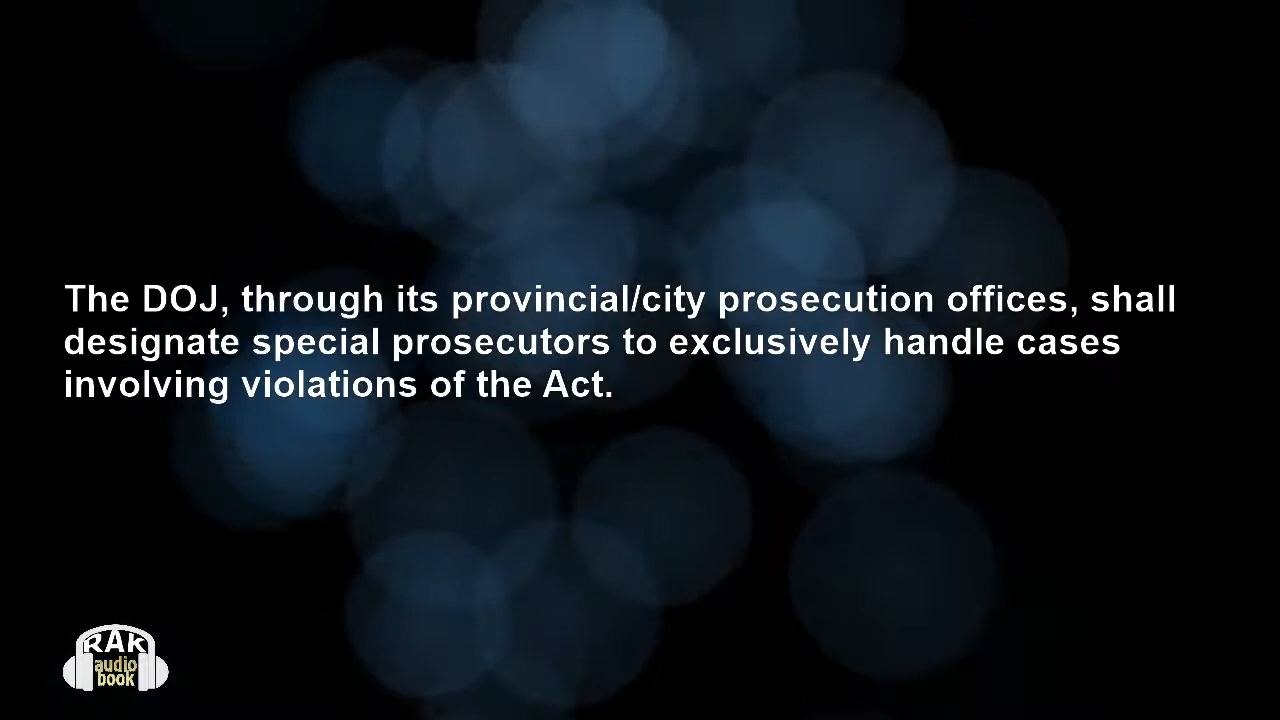 The DOJ, through its provincial/city prosecution offices, shall
designate special prosecutors to exclusively handle cases
involving violations of the Act.
RAK
audio
book